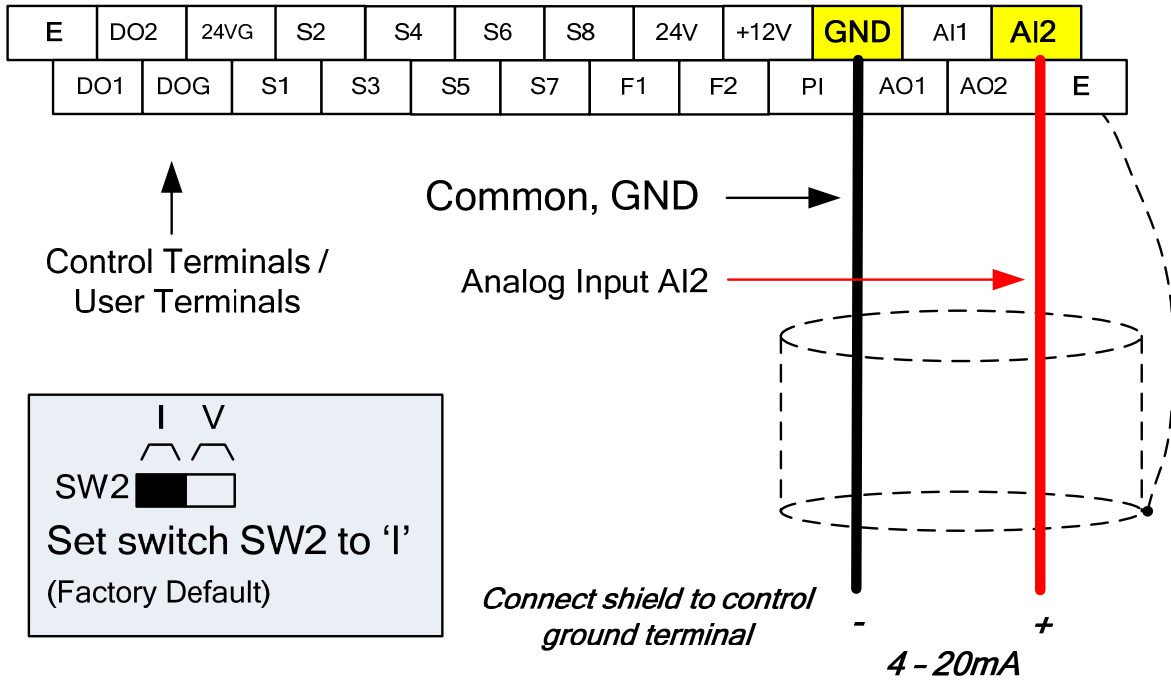 E DO2 24VG S2 S4 S6 S8 24V +12V GND AI1 AI2
DO1 DOG S1 S3 S5 S7 F1 F2 PI AO1 AO2 E
Common, GND
Control Terminals /
User Terminals
Analog Input AI2
I V
SW2
Set switch SW2 to ‘I’
(Factory Default)
Connect shield to control
ground terminal
- +
4 – 20mA